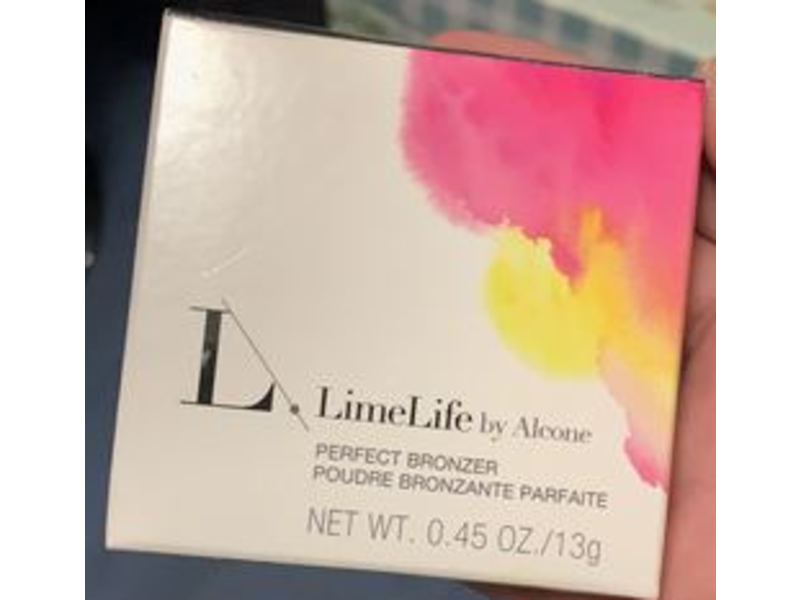 L.
LimeLife by Alcone
PERFECT BRONZER
POUDRE BRONZANTE PARFAITE
NET WT. 0.45 OZ./13g